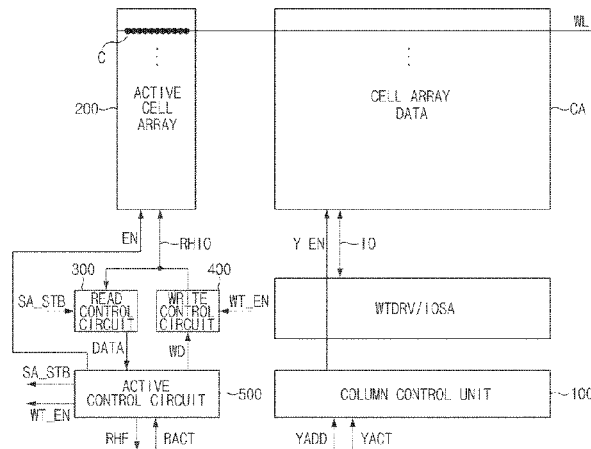 WL
C
200
ACTIVE
CELL
ARRAY
CELL ARRAY
DATA
CA
EN
RHIO
Y EN
IO
300
400
SA_STB
READ
CONTROL
CIRCUIT
WRITE
CONTROL
CIRCUIT
WT_EN
WTDRV/IOSA
DATA
WD
SA_STB
ACTIVE
CONTROL CIRCUIT
500
COLUMN CONTROL UNIT
100
WT_EN
RHF
RACT
YADD
YACT